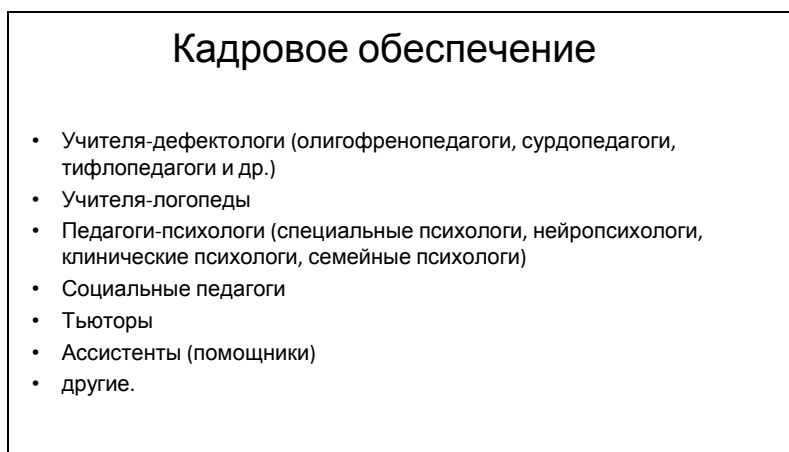 Кадровое обеспечение
• Учителя-дефектологи (олигофренопедагоги, сурдопедагоги,
тифлопедагоги и др.)
• Учителя-логопеды
• Педагоги-психологи (специальные психологи, нейропсихологи,
клинические психологи, семейные психологи)
• Социальные педагоги
• Тьюторы
• Ассистенты (помощники)
• другие.